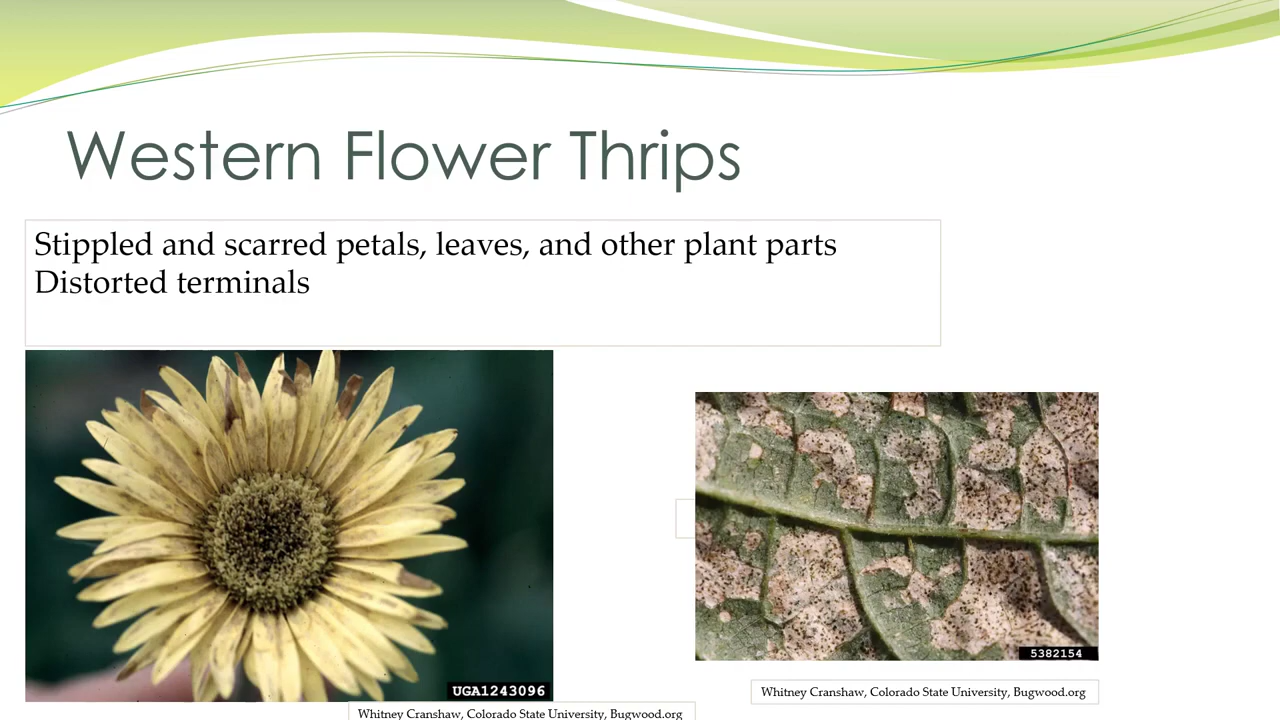 Western Flower Thrips
Stippled and scarred petals, leaves, and other plant parts
Distorted terminals
UGA1243096
5382154
Whitney Cranshaw, Colorado State University, Bugwood.org
Whitney Cranshaw, Colorado State University, Bugwood.org